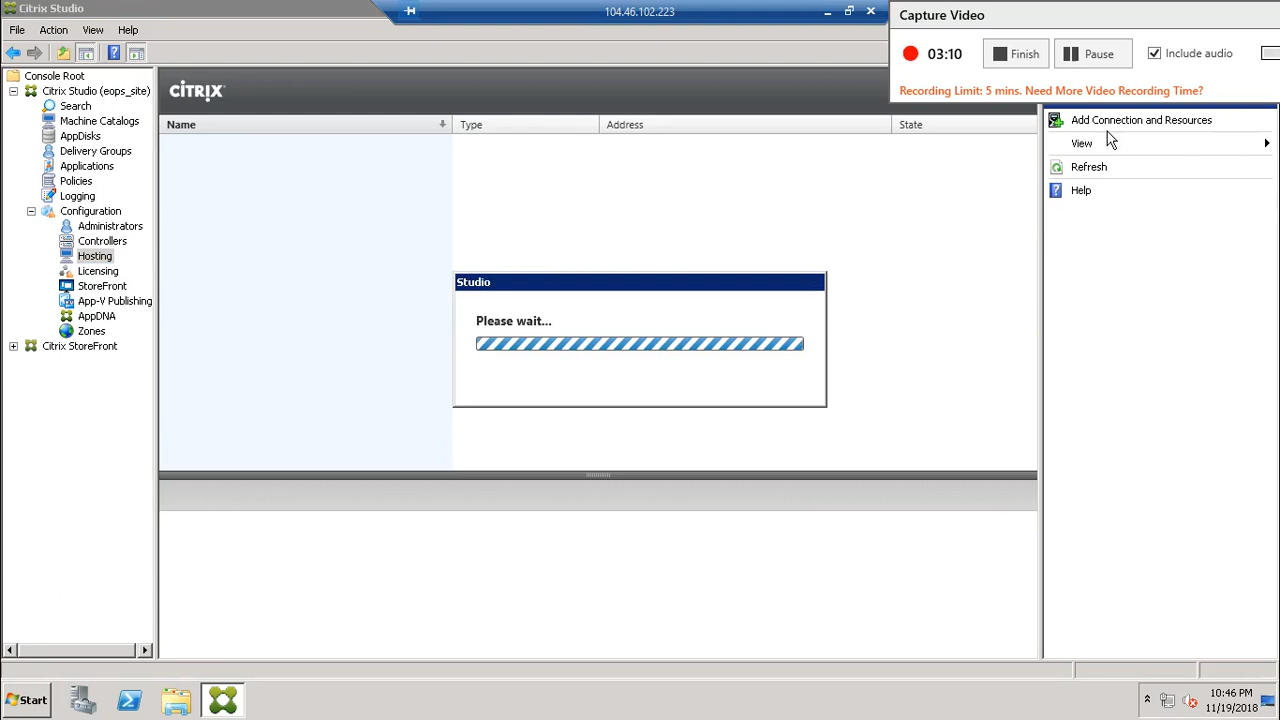 Citrix Studio
104.46.102.223
Capture Video
File Action View Help
03:10 Finish Pause Include audio
Recording Limit: 5 mins. Need More Video Recording Time?
Console Root
Citrix Studio (eops_site)
Search
Machine Catalogs
AppDisks
Delivery Groups
Applications
Policies
Logging
Configuration
Administrators
Controllers
Hosting
Licensing
StoreFront
App-V Publishing
AppDNA
Zones
Citrix StoreFront
CITRIX
Name Type Address State
Studio
Please wait...
Add Connection and Resources
View
Refresh
Help
Start
10:46 PM
11/19/2018